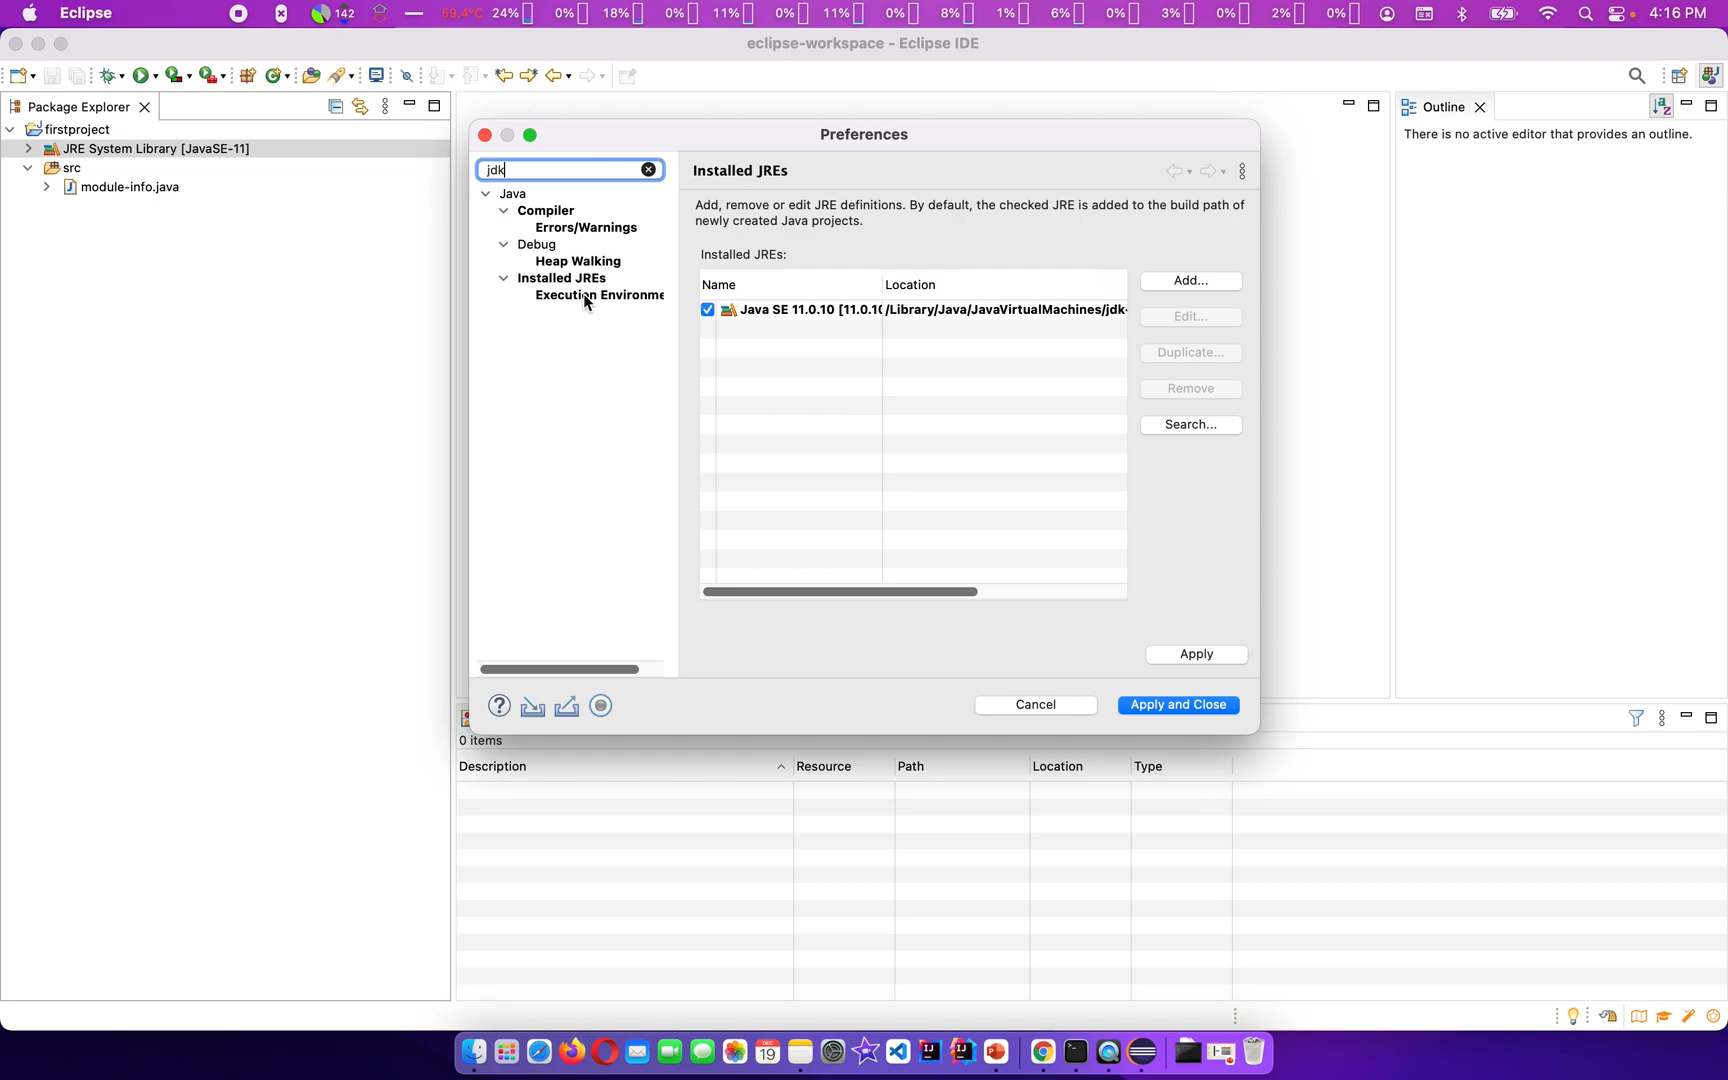 Eclipse 142 59.4°C 24% 0% 18% 0% 11% 0% 11% 0% 8% 1% 6% 0% 3% 0% 2% 0% 4:16 PM
eclipse-workspace - Eclipse IDE
Package Explorer
Outline
firstproject
There is no active editor that provides an outline.
JRE System Library [JavaSE-11]
src
module-info.java
Preferences
jdk
Java
Compiler
Errors/Warnings
Debug
Heap Walking
Installed JREs
Execution Environme
Installed JREs
Add, remove or edit JRE definitions. By default, the checked JRE is added to the build path of
newly created Java projects.
Installed JREs:
Name Location
Java SE 11.0.10 [11.0.10 /Library/Java/JavaVirtualMachines/jdk-
Add...
Edit...
Duplicate...
Remove
Search...
Apply
Cancel
Apply and Close
0 items
Description Resource Path Location Type
DEC
19